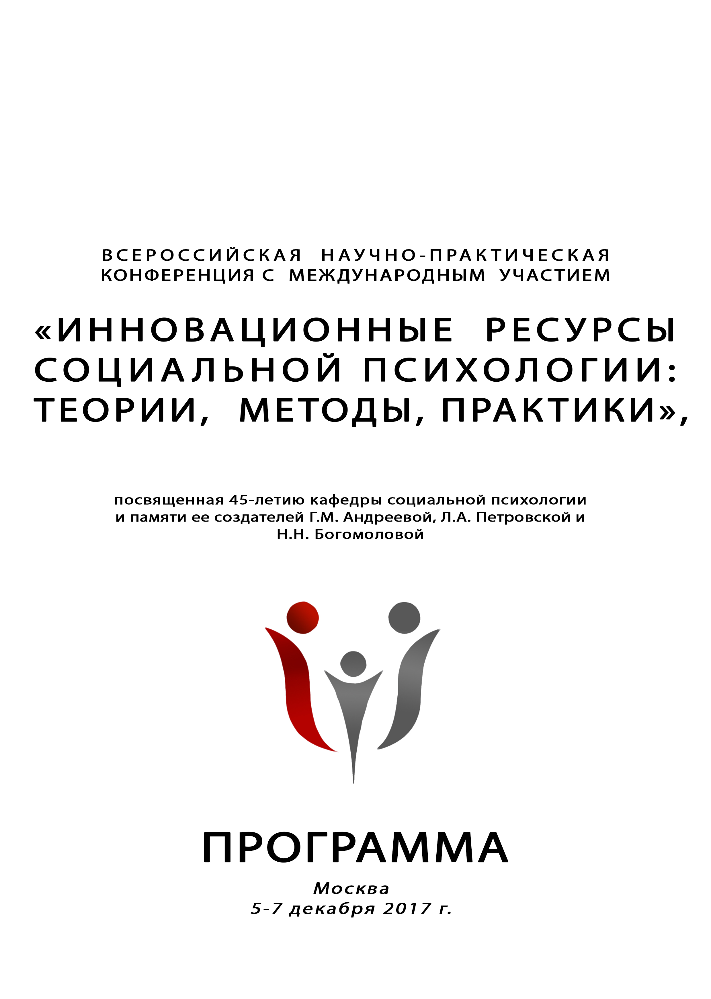 ВСЕРОССИЙСКАЯ НАУЧНО-ПРАКТИЧЕСКАЯ
КОНФЕРЕНЦИЯ С МЕЖДУНАРОДНЫМ УЧАСТИЕМ
«ИННОВАЦИОННЫЕ РЕСУРСЫ
СОЦИАЛЬНОЙ ПСИХОЛОГИИ:
ТЕОРИИ, МЕТОДЫ, ПРАКТИКИ»,
посвященная 45-летию кафедры социальной психологии
и памяти ее создателей Г.М. Андреевой, Л.А. Петровской и
Н.Н. Богомоловой
ПРОГРАММА
Москва
5-7 декабря 2017 г.